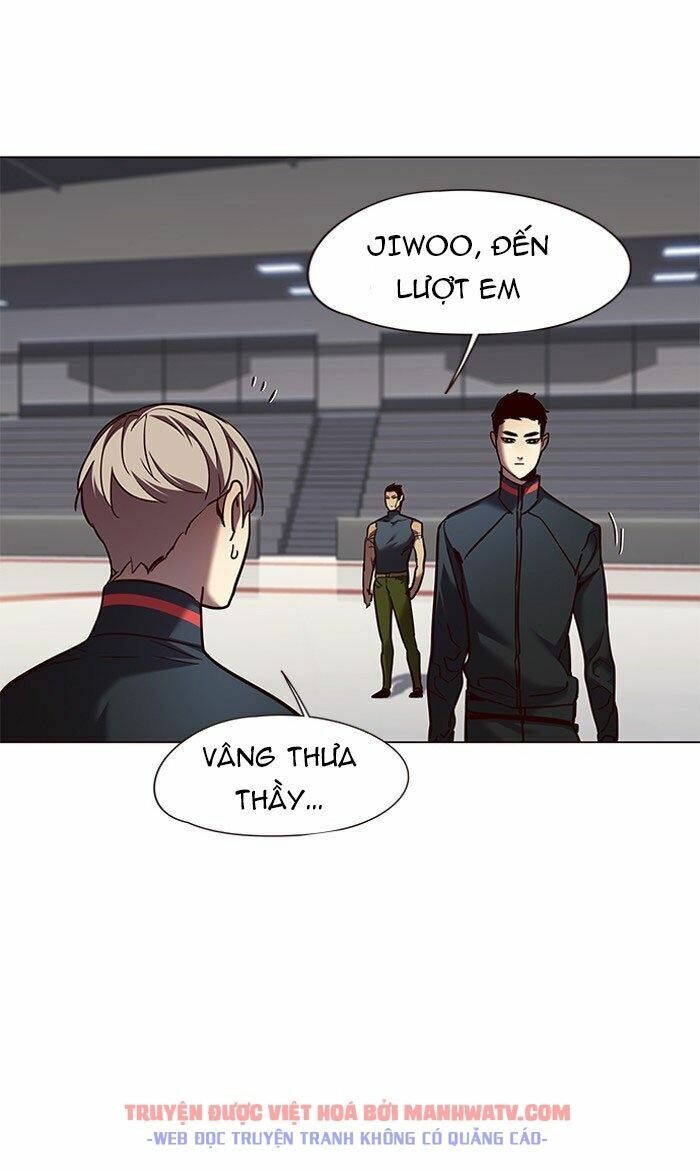 JIWOO, ĐẾN
LƯỢT EM
VÂNG THƯA
THẦY...
TRUYỆN ĐƯỢC VIỆT HOÁ BỞI MANHWATV.COM
-WEB ĐỌC TRUYỆN TRANH KHÔNG CÓ QUẢNG CÁO-